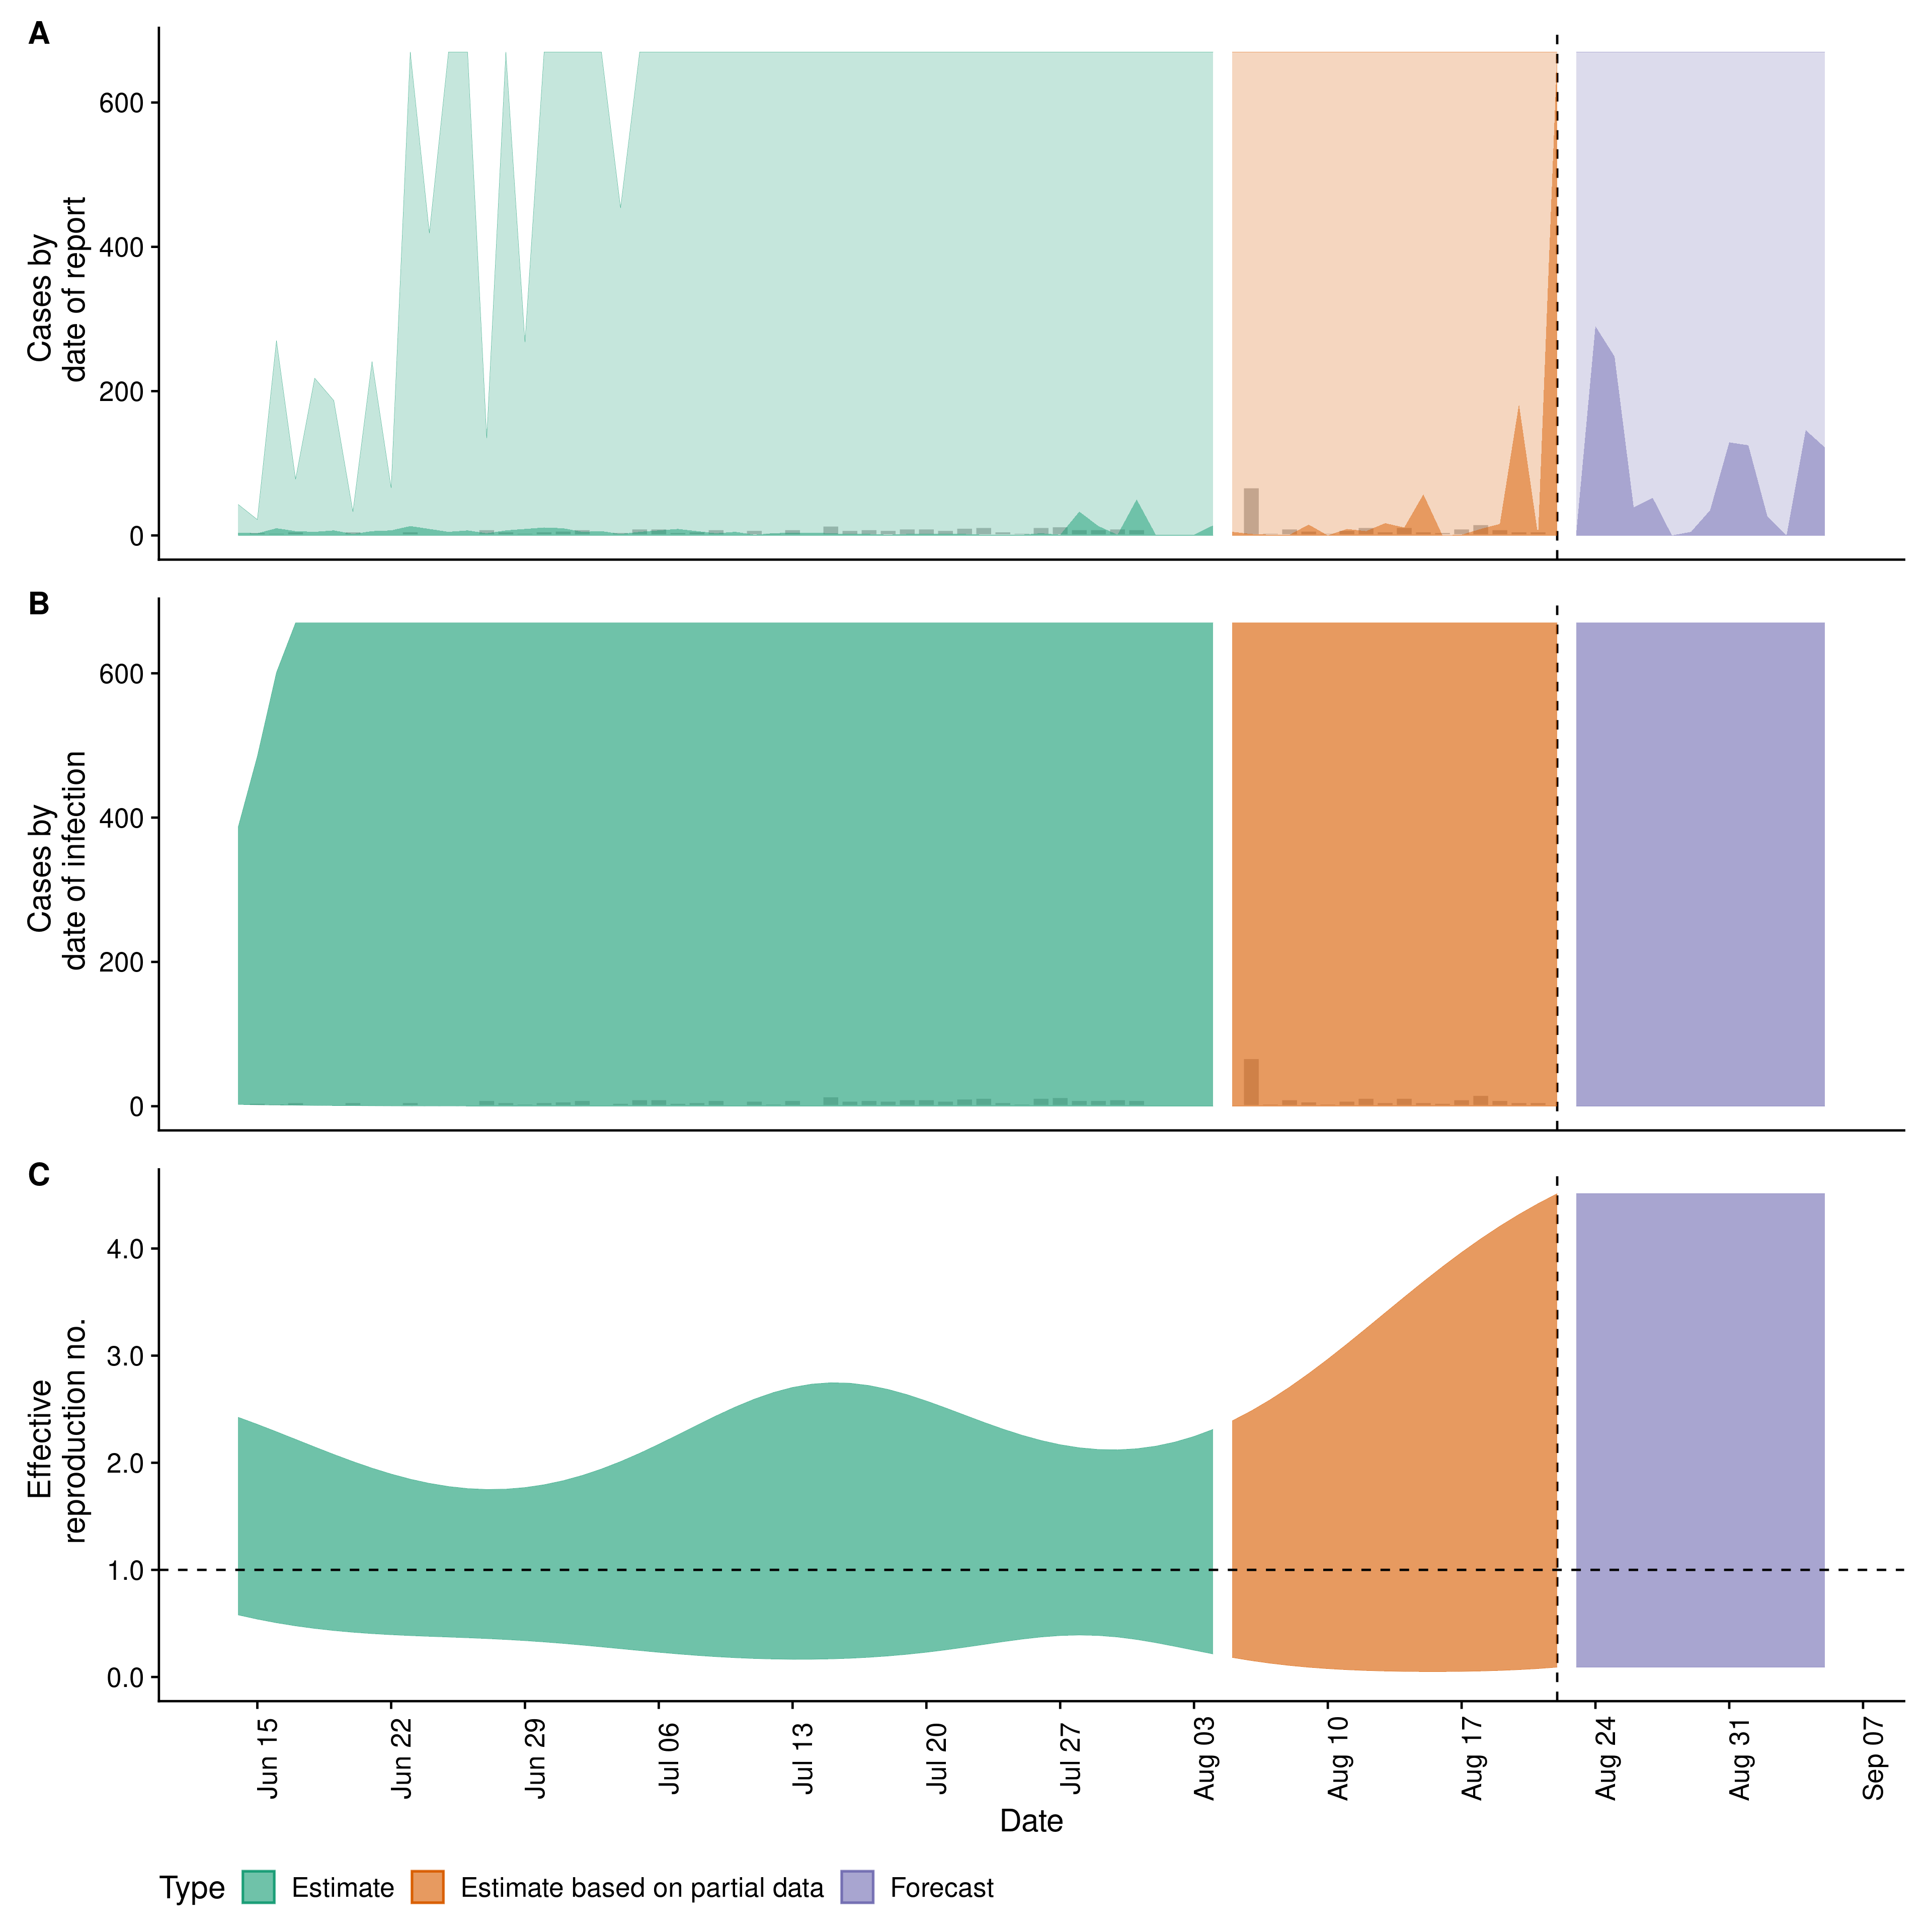 A
Cases by
date of report
600
400
200
0
B
Cases by
date of infection
600
400
200
0
C
Effective
reproduction no.
4.0
3.0
2.0
1.0
0.0
Jun 15
Jun 22
Jun 29
Jul 06
Jul 13
Jul 20
Jul 27
Aug 03
Aug 10
Aug 17
Aug 24
Aug 31
Sep 07
Date
Type Estimate Estimate based on partial data Forecast